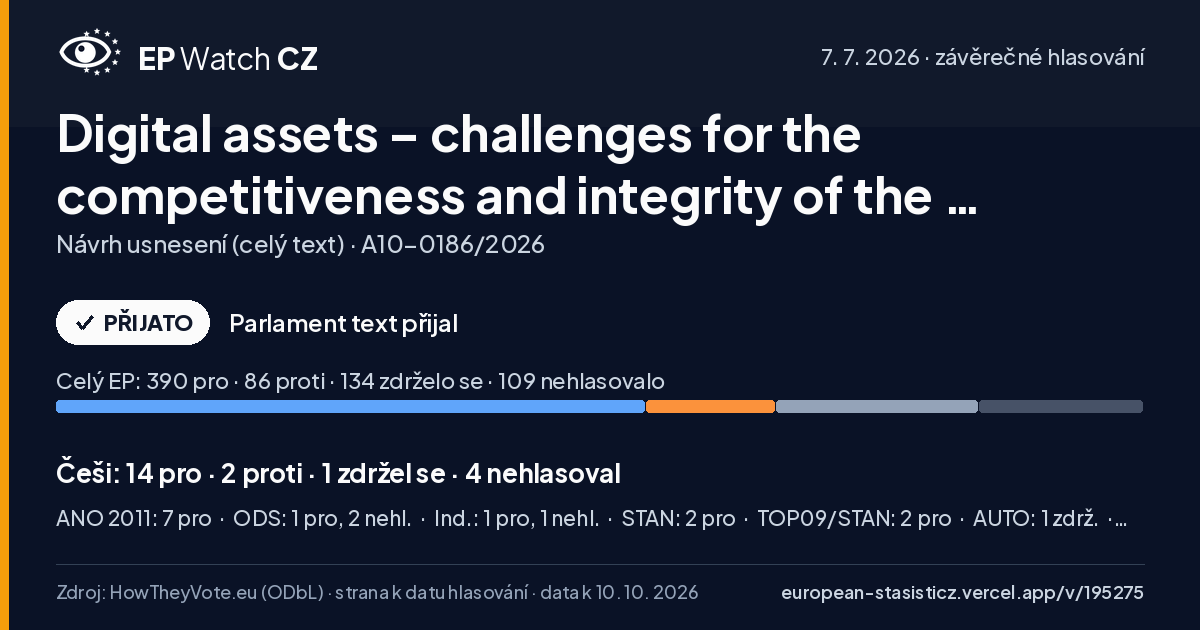 EP Watch CZ
7. 7. 2026 · závěrečné hlasování
Digital assets – challenges for the
competitiveness and integrity of the …
Návrh usnesení (celý text) · A10–0186/2026
✓ PŘIJATO
Parlament text přijal
Celý EP: 390 pro · 86 proti · 134 zdrželo se · 109 nehlasovalo
Češi: 14 pro · 2 proti · 1 zdržel se · 4 nehlasoval
ANO 2011: 7 pro · ODS: 1 pro, 2 nehl. · Ind.: 1 pro, 1 nehl. · STAN: 2 pro · TOP09/STAN: 2 pro · AUTO: 1 zdrž. ·…
Zdroj: HowTheyVote.eu (ODbL) · strana k datu hlasování · data k 10. 10. 2026
european-stasisticz.vercel.app/v/195275